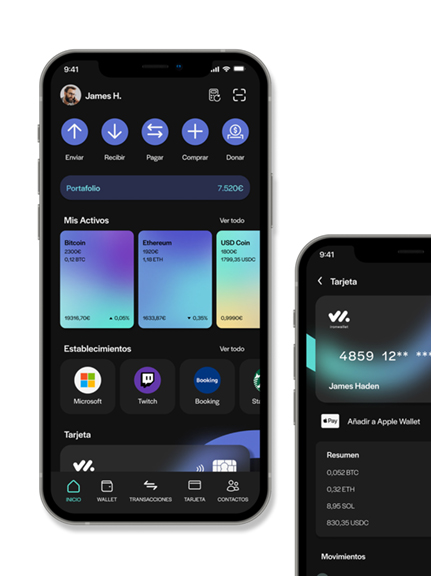 9:41
James H.
Enviar Recibir Pagar Comprar Donar
Portafolio 7.520€
Mis Activos Ver todo
Bitcoin Ethereum USD Coin
2300€ 1920€ 1800€
0,12 BTC 1,18 ETH 1799,35 USDC
19316,70€ ▲ 0,05% 1633,87€ ▼ 0,35% 0,9990€
Establecimientos Ver todo
Booking
Microsoft Twitch Booking
Tarjeta
INICIO WALLET TRANSACCIONES TARJETA CONTACTOS
9:41
Tarjeta
4859 12** ***
James Haden
Pay Añadir a Apple Wallet
Resumen
0,052 BTC
0,32 ETH
8,95 SOL
830,35 USDC
Movimientos